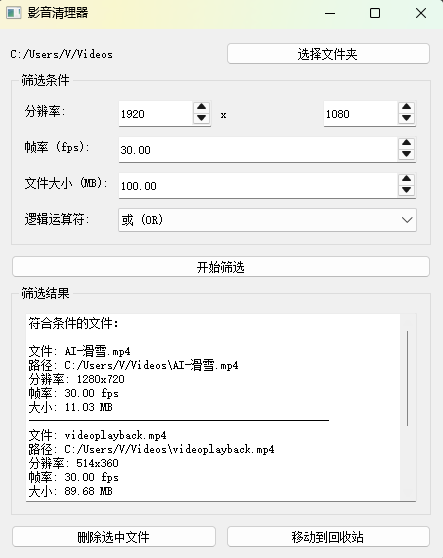 影音清理器
C:/Users/V/Videos
选择文件夹
筛选条件
分辨率:
1920
x
1080
帧率 (fps):
30.00
文件大小 (MB):
100.00
逻辑运算符:
或 (OR)
开始筛选
筛选结果
符合条件的文件:
文件: AI-滑雪.mp4
路径: C:/Users/V/Videos\AI-滑雪.mp4
分辨率: 1280x720
帧率: 30.00 fps
大小: 11.03 MB
文件: videoplayback.mp4
路径: C:/Users/V/Videos\videoplayback.mp4
分辨率: 514x360
帧率: 30.00 fps
大小: 89.68 MB
删除选中文件
移动到回收站